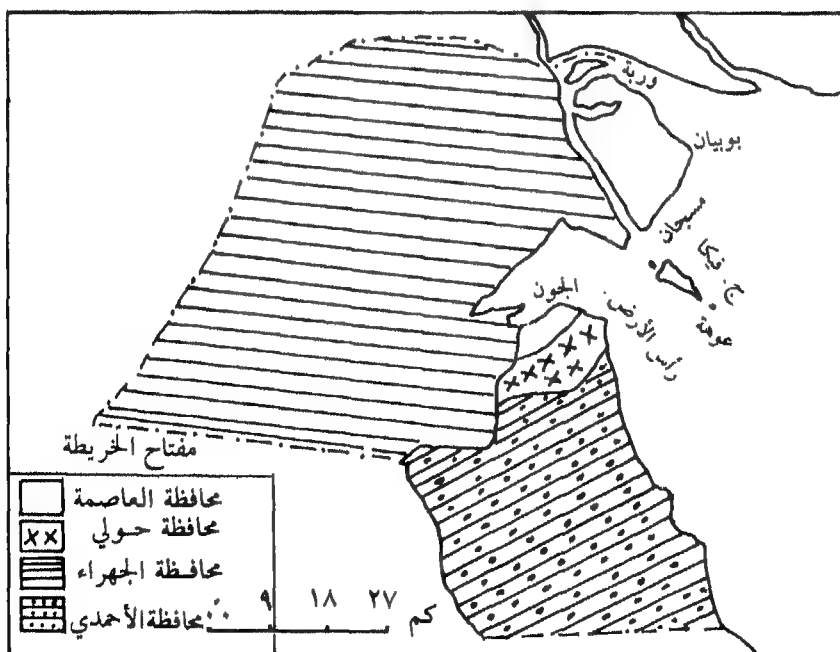 وربة
بوبيان
مسجان
ج. فيلكا
عوهة
الجون
رأس الأرض
مفتاح الخريطة
محافظة العاصمة
محافظة حولي
محافظة الجهراء
محافظة الأحمدي
٩ ١٨ ٢٧ كم